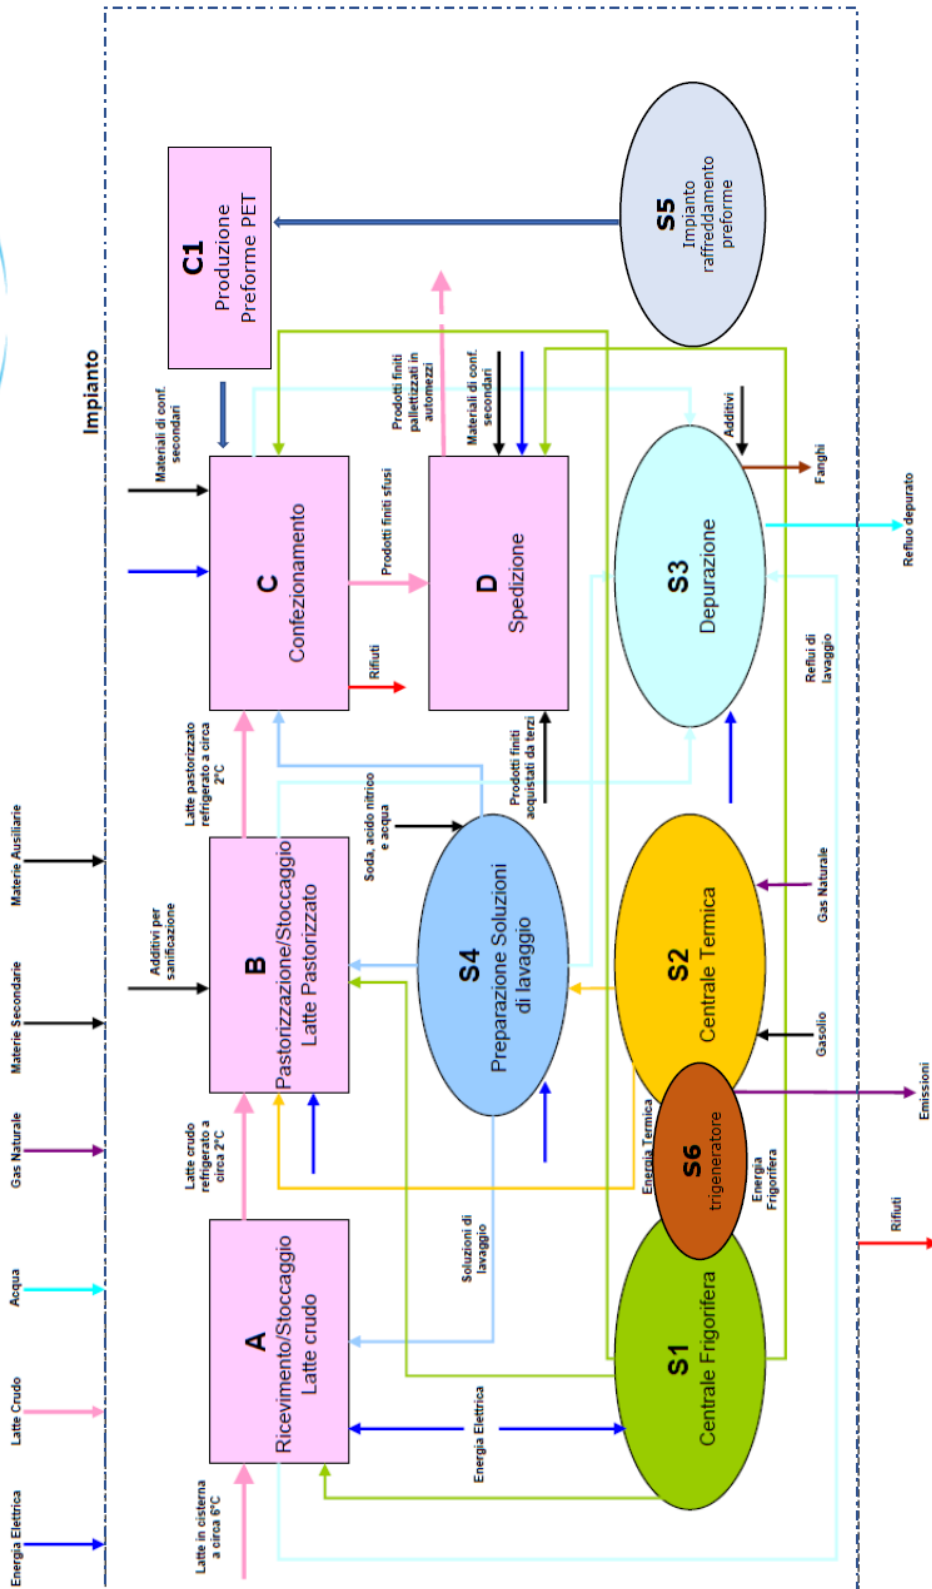 Energia Elettrica
Latte Crudo
Acqua
Gas Naturale
Materie Secondarie
Materie Ausiliarie
Impianto
Latte in cisterna
a circa 6°C
A
Ricevimento/Stoccaggio
Latte crudo
Latte crudo
refrigerato a
circa 2°C
Additivi per
sanificazione
B
Pastorizzazione/Stoccaggio
Latte Pastorizzato
Latte pastorizzato
refrigerato a circa
2°C
Materiali di conf.
secondari
C
Confezionamento
C1
Produzione
Preforme PET
Rifiuti
Prodotti finiti sfusi
Prodotti finiti
pallettizzati in
automezzi
Soluzioni di
lavaggio
Soda, acido nitrico
e acqua
S4
Preparazione Soluzioni
di lavaggio
Prodotti finiti
acquistati da terzi
D
Spedizione
Materiali di conf.
secondari
Energia Elettrica
Energia Termica
S1
Centrale Frigorifera
S6
trigeneratore
Energia
Frigorifera
S2
Centrale Termica
S3
Depurazione
Additivi
S5
Impianto
raffreddamento
preforme
Gasolio
Gas Naturale
Reflui di
lavaggio
Fanghi
Rifiuti
Emissioni
Refluo depurato